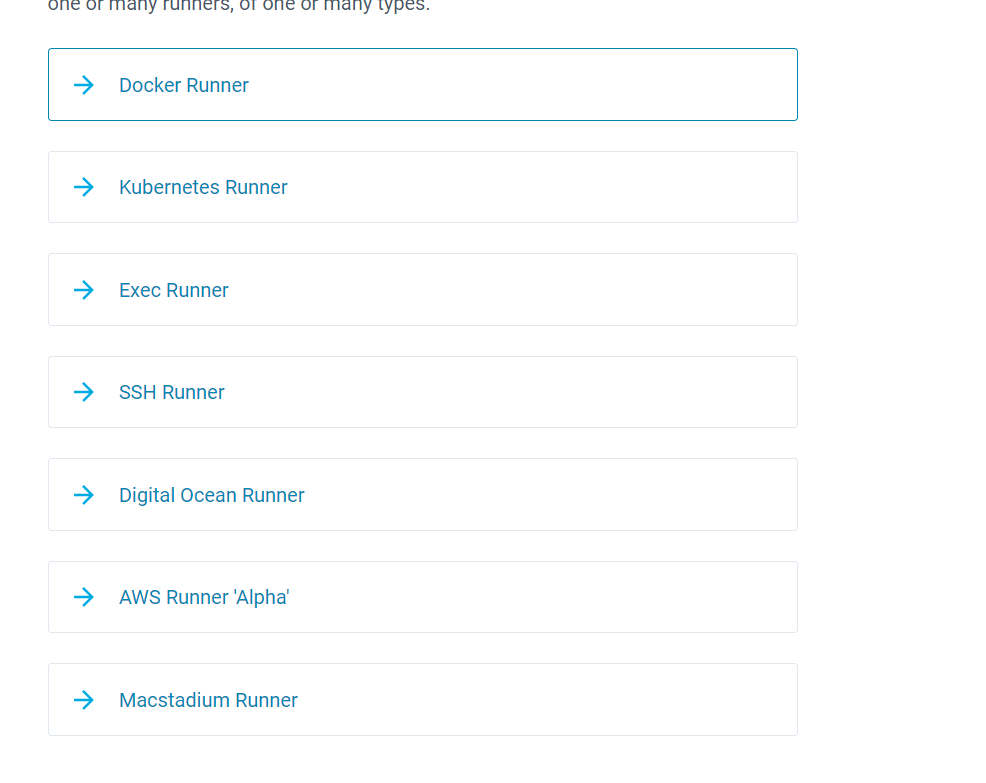 one or many runners, of one or many types.
Docker Runner
Kubernetes Runner
Exec Runner
SSH Runner
Digital Ocean Runner
AWS Runner 'Alpha'
Macstadium Runner